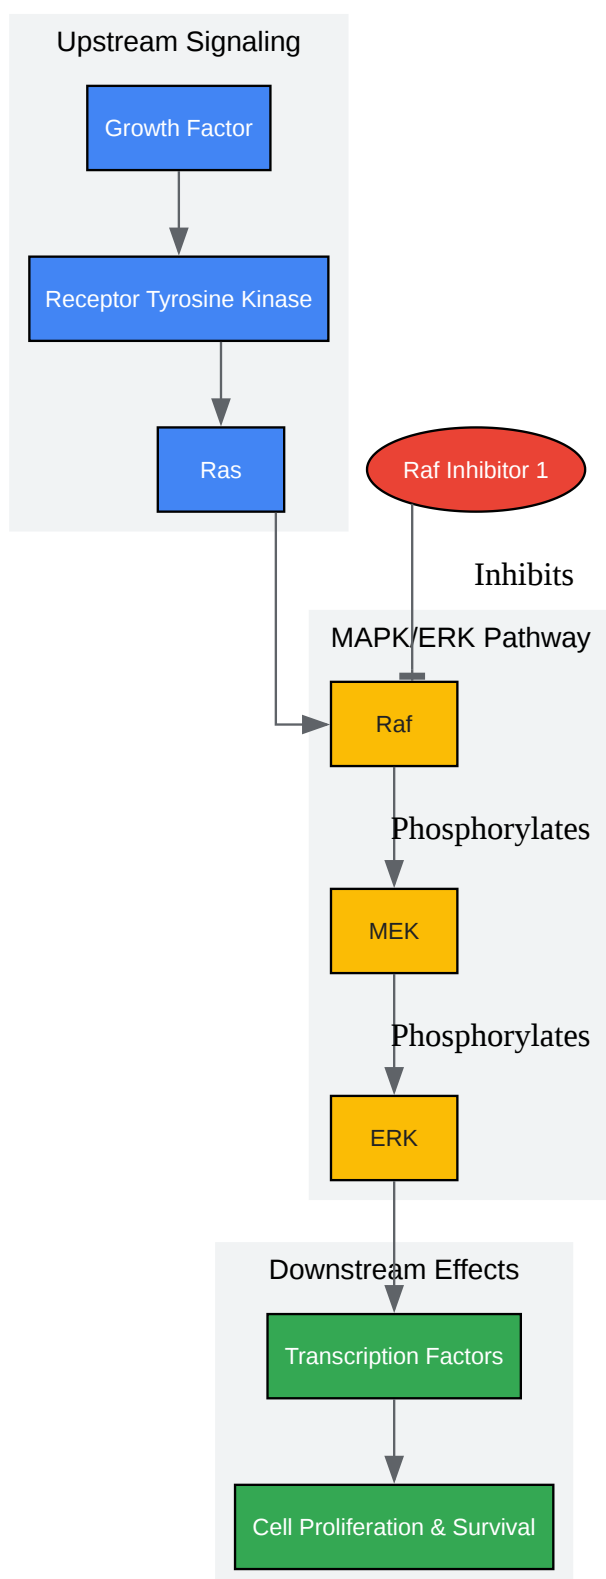 Upstream Signaling
Growth Factor
Receptor Tyrosine Kinase
Ras
Raf Inhibitor 1
Inhibits
MAPK/ERK Pathway
Raf
Phosphorylates
MEK
Phosphorylates
ERK
Downstream Effects
Transcription Factors
Cell Proliferation & Survival